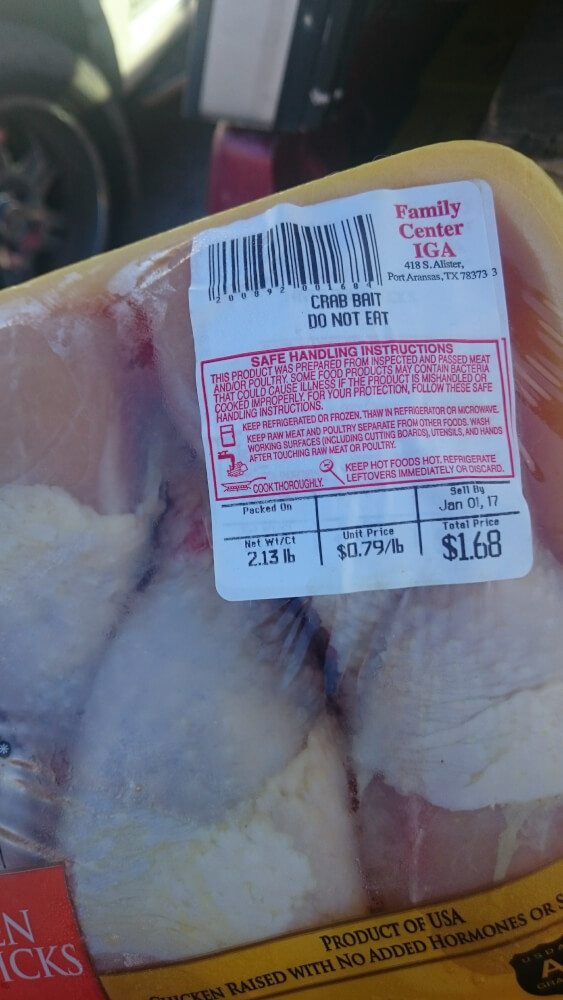 Family
Center
IGA
418 S. Alister,
Port Aransas, TX 78373 3
CRAB BAIT
DO NOT EAT
SAFE HANDLING INSTRUCTIONS
THIS PRODUCT WAS PREPARED FROM INSPECTED AND PASSED MEAT
AND/OR POULTRY. SOME FOOD PRODUCTS MAY CONTAIN BACTERIA
THAT COULD CAUSE ILLNESS IF THE PRODUCT IS MISHANDLED OR
COOKED IMPROPERLY. FOR YOUR PROTECTION, FOLLOW THESE SAFE
HANDLING INSTRUCTIONS.
KEEP REFRIGERATED OR FROZEN. THAW IN REFRIGERATOR OR MICROWAVE.
KEEP RAW MEAT AND POULTRY SEPARATE FROM OTHER FOODS. WASH
WORKING SURFACES (INCLUDING CUTTING BOARDS), UTENSILS, AND HANDS
AFTER TOUCHING RAW MEAT OR POULTRY.
COOK THOROUGHLY.
KEEP HOT FOODS HOT. REFRIGERATE
LEFTOVERS IMMEDIATELY OR DISCARD.
Packed On
Sell By
Jan 01, 17
Net Wt/Ct
2.13 lb
Unit Price
$0.79/lb
Total Price
$1.68
EN
ICKS
PRODUCT OF USA
CHICKEN RAISED WITH NO ADDED HORMONES OR S
USDA
A
GRA